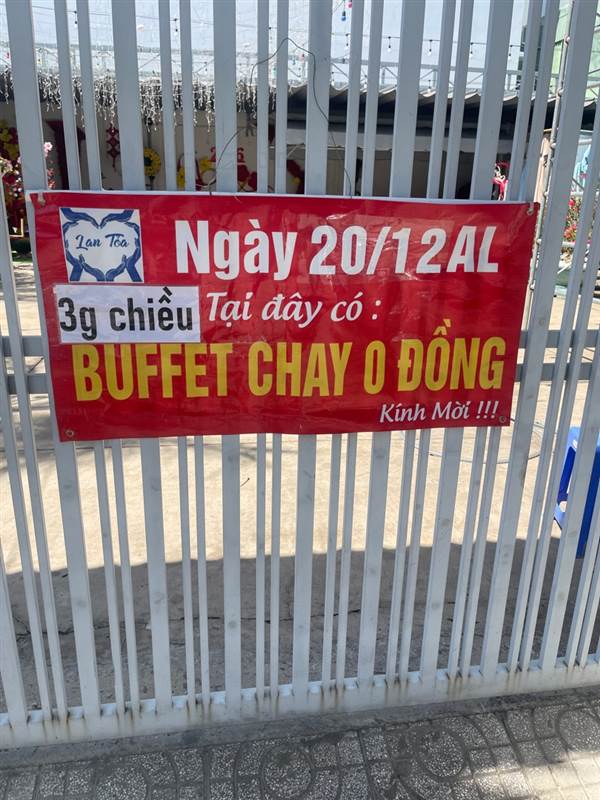 Lan Tỏa
Ngày 20/12AL
3g chiều
Tại đây có :
BUFFET CHAY 0 ĐỒNG
Kính Mời !!!